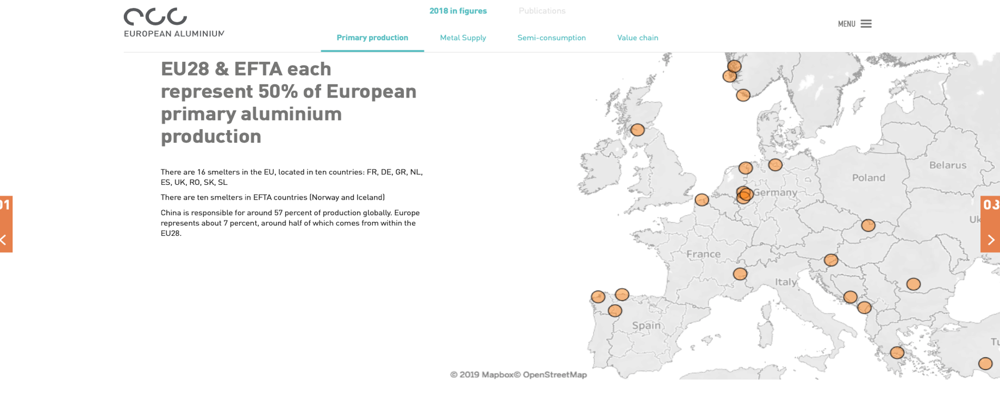 ecc
EUROPEAN ALUMINIUM
2018 in figures
Publications
MENU
Primary production
Metal Supply
Semi-consumption
Value chain
EU28 & EFTA each
represent 50% of European
primary aluminium
production
There are 16 smelters in the EU, located in ten countries: FR, DE, GR, NL,
ES, UK, RO, SK, SL
There are ten smelters in EFTA countries (Norway and Iceland)
China is responsible for around 57 percent of production globally. Europe
represents about 7 percent, around half of which comes from within the
EU28.
01
03
Belarus
Poland
Germany
Uk
France
Italy
Spain
Tu
© 2019 Mapbox© OpenStreetMap